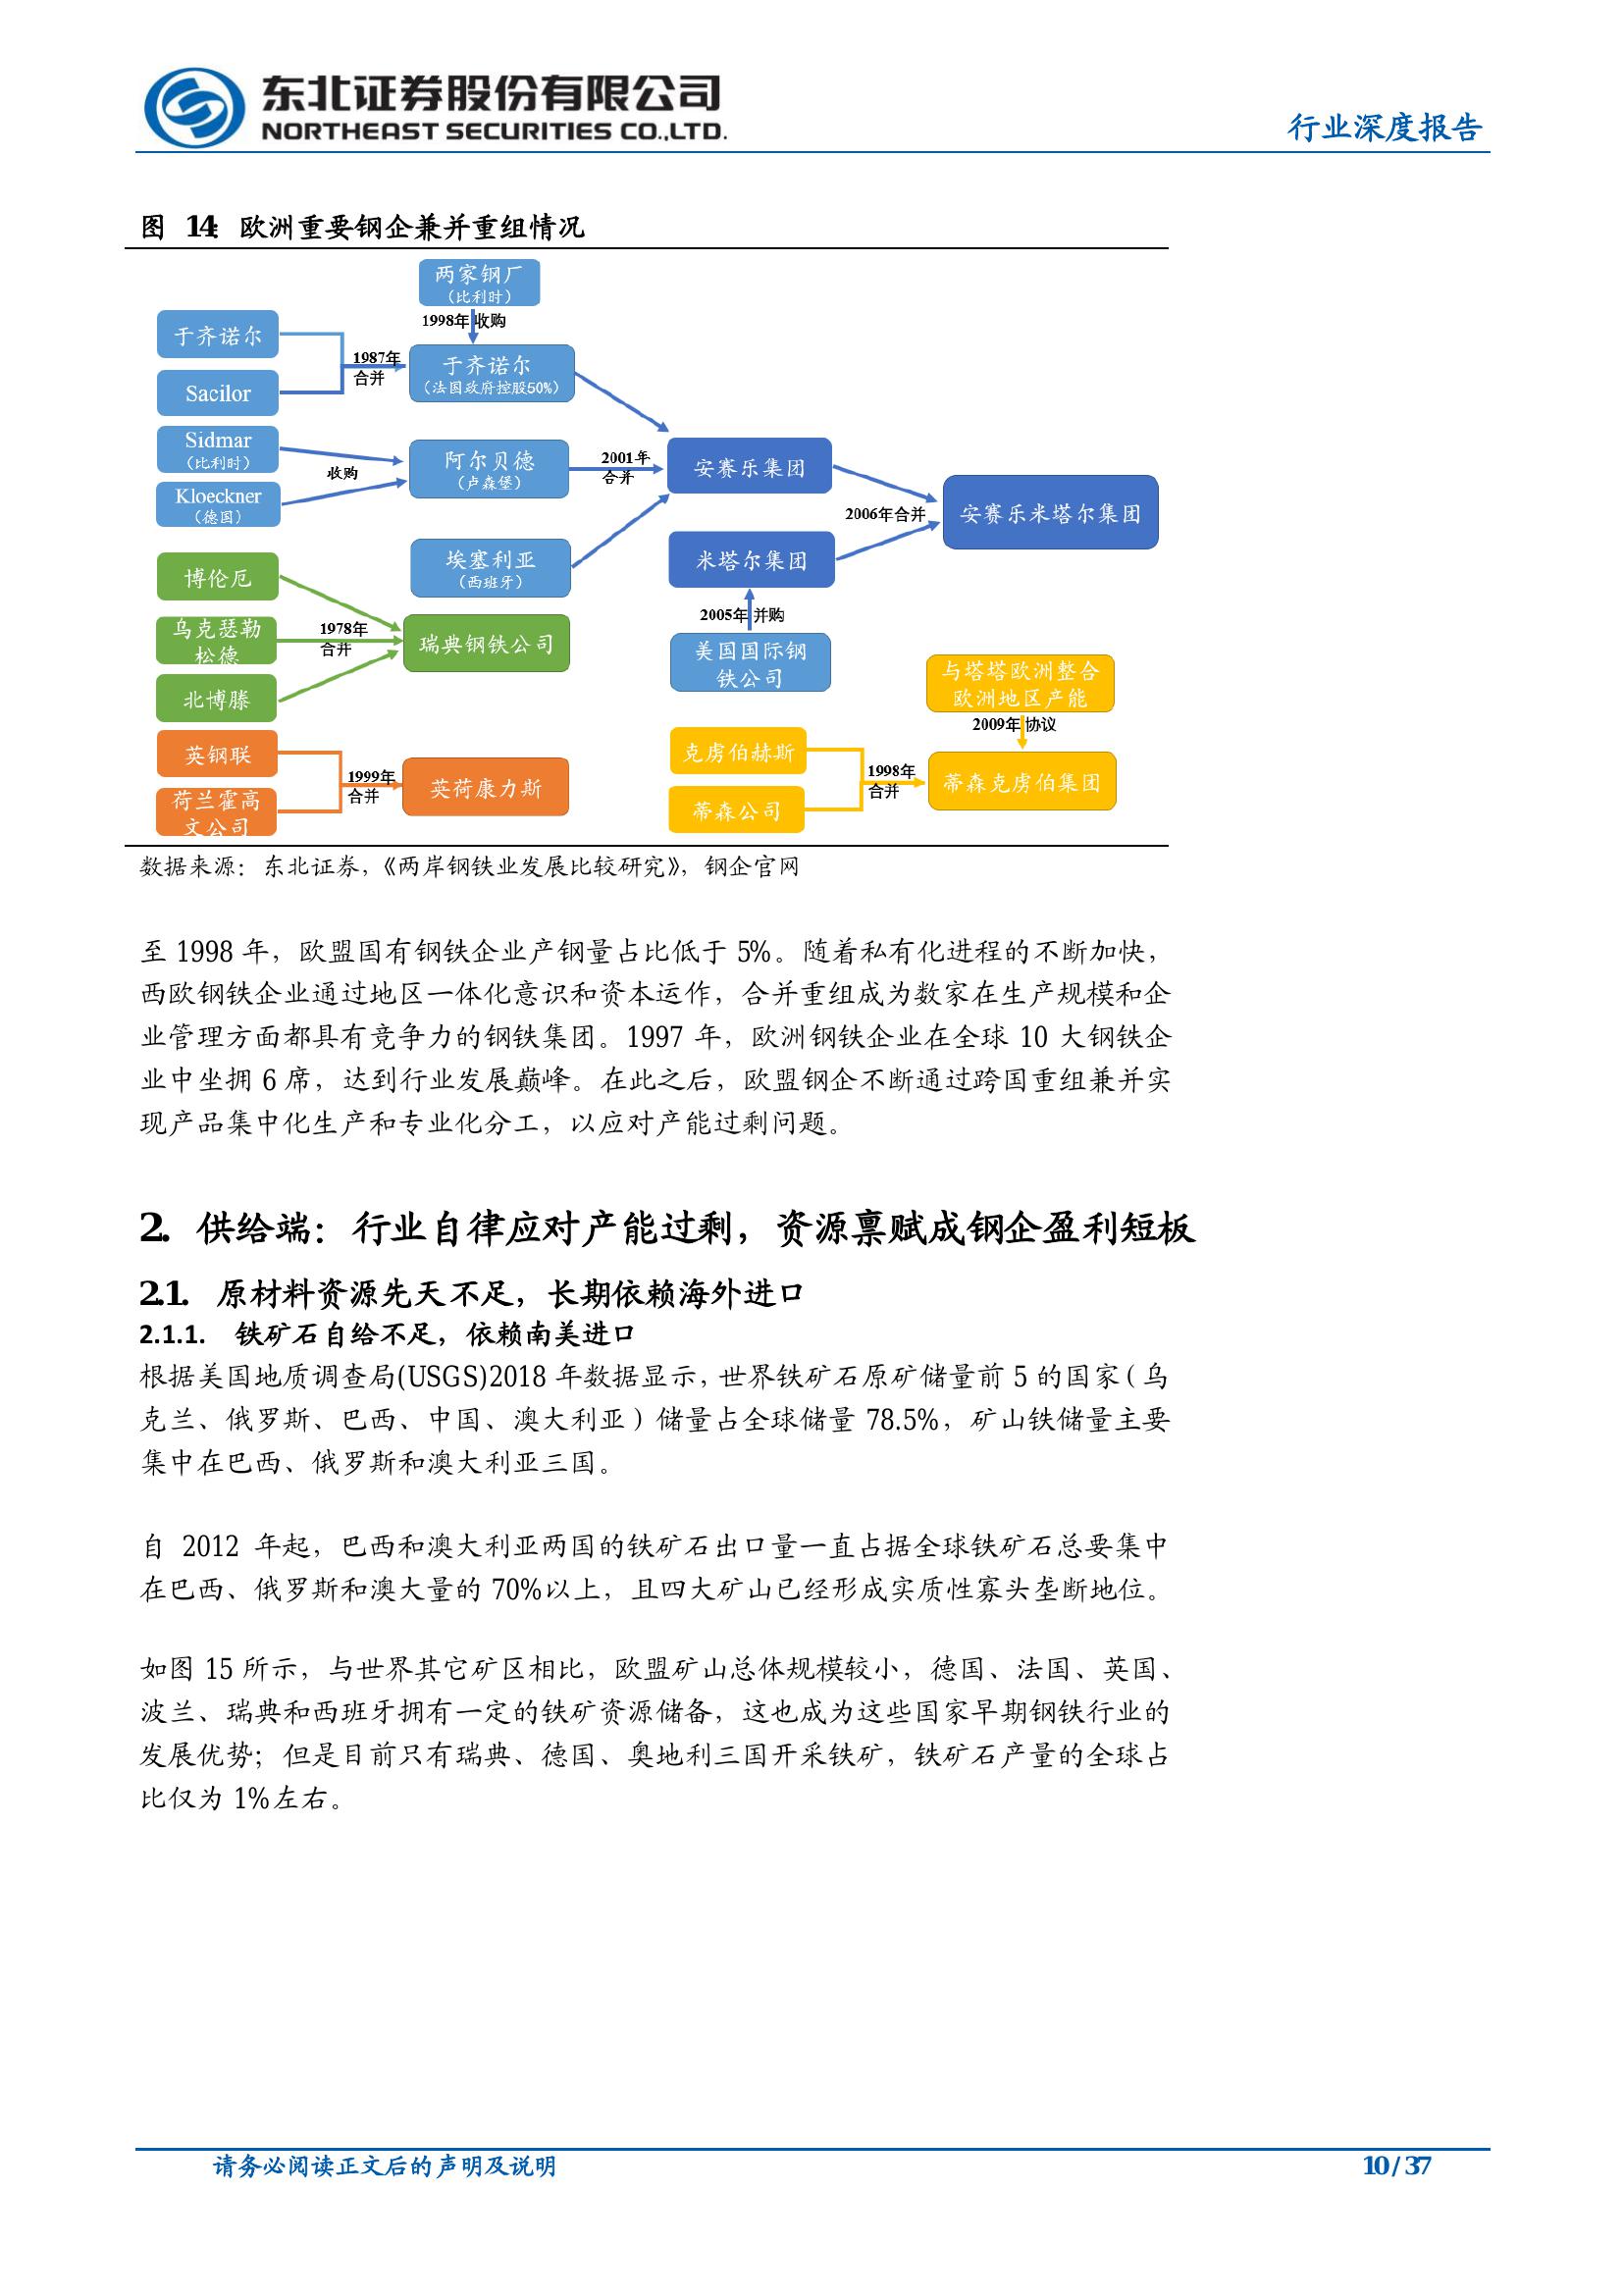 东北证券股份有限公司
NORTHEAST SECURITIES CO.,LTD.
行业深度报告
图 14: 欧洲重要钢企兼并重组情况
两家钢厂
（比利时）
1998年 收购
于齐诺尔
Sacilor
1987年
合并
于齐诺尔
（法国政府控股50%）
Sidmar
（比利时）
Kloeckner
（德国）
收购
阿尔贝德
（卢森堡）
2001年
合并
安赛乐集团
埃塞利亚
（西班牙）
2006年合并
安赛乐米塔尔集团
米塔尔集团
2005年 并购
美国国际钢
铁公司
博伦厄
乌克瑟勒
松德
北博滕
1978年
合并
瑞典钢铁公司
与塔塔欧洲整合
欧洲地区产能
2009年 协议
英钢联
荷兰霍高
文公司
1999年
合并
英荷康力斯
克虏伯赫斯
蒂森公司
1998年
合并
蒂森克虏伯集团
数据来源：东北证券，《两岸钢铁业发展比较研究》，钢企官网
至 1998 年，欧盟国有钢铁企业产钢量占比低于 5%。随着私有化进程的不断加快，
西欧钢铁企业通过地区一体化意识和资本运作，合并重组成为数家在生产规模和企
业管理方面都具有竞争力的钢铁集团。1997 年，欧洲钢铁企业在全球 10 大钢铁企
业中坐拥 6 席，达到行业发展巅峰。在此之后，欧盟钢企不断通过跨国重组兼并实
现产品集中化生产和专业化分工，以应对产能过剩问题。
2. 供给端：行业自律应对产能过剩，资源禀赋成钢企盈利短板
2.1. 原材料资源先天不足，长期依赖海外进口
2.1.1. 铁矿石自给不足，依赖南美进口
根据美国地质调查局(USGS)2018 年数据显示，世界铁矿石原矿储量前 5 的国家（乌
克兰、俄罗斯、巴西、中国、澳大利亚）储量占全球储量 78.5%，矿山铁储量主要
集中在巴西、俄罗斯和澳大利亚三国。
自 2012 年起，巴西和澳大利亚两国的铁矿石出口量一直占据全球铁矿石总要集中
在巴西、俄罗斯和澳大量的 70%以上，且四大矿山已经形成实质性寡头垄断地位。
如图 15 所示，与世界其它矿区相比，欧盟矿山总体规模较小，德国、法国、英国、
波兰、瑞典和西班牙拥有一定的铁矿资源储备，这也成为这些国家早期钢铁行业的
发展优势；但是目前只有瑞典、德国、奥地利三国开采铁矿，铁矿石产量的全球占
比仅为 1%左右。
请务必阅读正文后的声明及说明
10 / 37